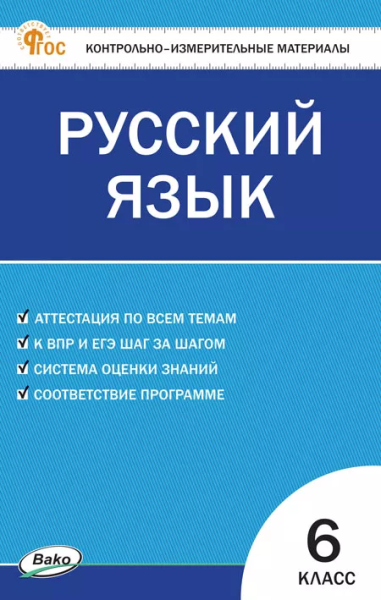 СООТВЕТСТВУЕТ
ФГОС
КОНТРОЛЬНО-ИЗМЕРИТЕЛЬНЫЕ МАТЕРИАЛЫ
РУССКИЙ
ЯЗЫК
АТТЕСТАЦИЯ ПО ВСЕМ ТЕМАМ
К ВПР И ЕГЭ ШАГ ЗА ШАГОМ
СИСТЕМА ОЦЕНКИ ЗНАНИЙ
СООТВЕТСТВИЕ ПРОГРАММЕ
Вако
6
КЛАСС